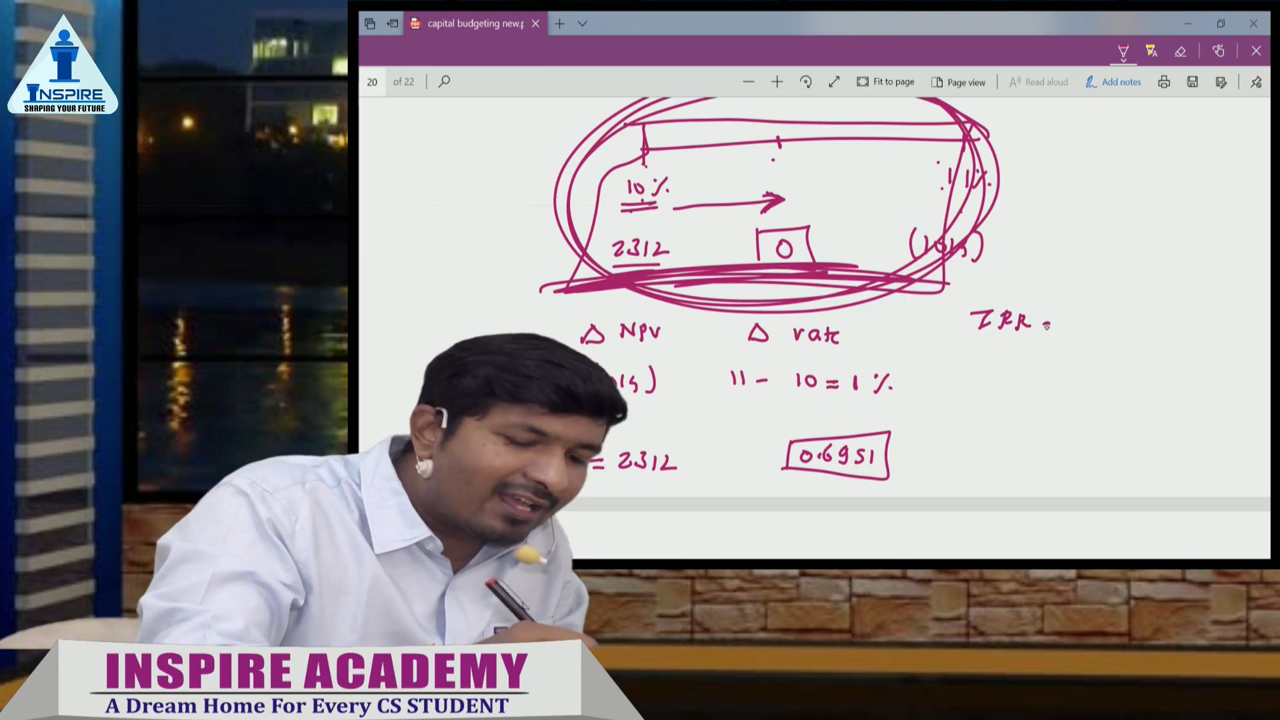 INSPIRE
SHAPING YOUR FUTURE
capital budgeting new.p
20 of 22
Fit to page
Page view
Read aloud
Add notes
10%
11%
2312
0
Δ NPV
Δ rate
IRR =
11 - 10 = 1 %
= 2312
0.6951
INSPIRE ACADEMY
A Dream Home For Every CS STUDENT